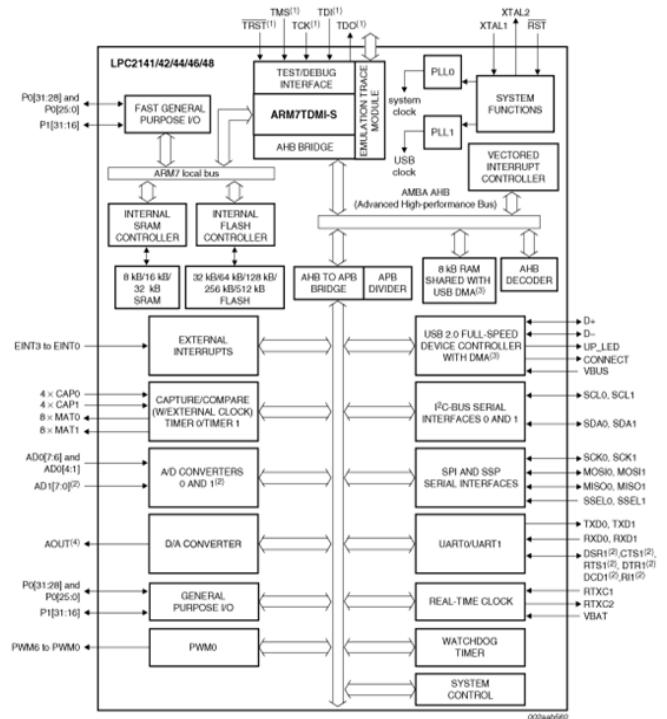 TMS(1) TDI(1)
TRST(1) TCK(1) TDO(1)
XTAL2
XTAL1 RST
LPC2141/42/44/46/48
P0[31:28] and
P0[25:0]
P1[31:16]
FAST GENERAL
PURPOSE I/O
TEST/DEBUG
INTERFACE
ARM7TDMI-S
AHB BRIDGE
EMULATION TRACE
MODULE
PLL0
system
clock
PLL1
USB
clock
SYSTEM
FUNCTIONS
VECTORED
INTERRUPT
CONTROLLER
ARM7 local bus
AMBA AHB
(Advanced High-performance Bus)
INTERNAL
SRAM
CONTROLLER
INTERNAL
FLASH
CONTROLLER
8 kB/16 kB/
32 kB
SRAM
32 kB/64 kB/128 kB/
256 kB/512 kB
FLASH
AHB TO APB
BRIDGE
APB
DIVIDER
8 kB RAM
SHARED WITH
USB DMA(3)
AHB
DECODER
EINT3 to EINT0
EXTERNAL
INTERRUPTS
USB 2.0 FULL-SPEED
DEVICE CONTROLLER
WITH DMA(3)
D+
D−
UP_LED
CONNECT
VBUS
4 × CAP0
4 × CAP1
8 × MAT0
8 × MAT1
CAPTURE/COMPARE
(W/EXTERNAL CLOCK)
TIMER 0/TIMER 1
I2C-BUS SERIAL
INTERFACES 0 AND 1
SCL0, SCL1
SDA0, SDA1
AD0[7:6] and
AD0[4:1]
AD1[7:0](2)
A/D CONVERTERS
0 AND 1(2)
SPI AND SSP
SERIAL INTERFACES
SCK0, SCK1
MOSI0, MOSI1
MISO0, MISO1
SSEL0, SSEL1
AOUT(4)
D/A CONVERTER
UART0/UART1
TXD0, TXD1
RXD0, RXD1
DSR1(2),CTS1(2),
RTS1(2), DTR1(2)
DCD1(2),RI1(2)
P0[31:28] and
P0[25:0]
P1[31:16]
GENERAL
PURPOSE I/O
REAL-TIME CLOCK
RTXC1
RTXC2
VBAT
PWM6 to PWM0
PWM0
WATCHDOG
TIMER
SYSTEM
CONTROL
002aab560